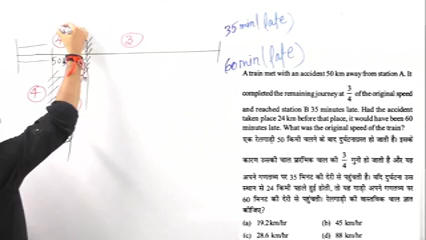 35 min (late)
60 min (late)
3
50
4
A train met with an accident 50 km away from station A. It
completed the remaining journey at 3/4 of the original speed
and reached station B 35 minutes late. Had the accident
taken place 24 km before that place, it would have been 60
minutes late. What was the original speed of the train?
एक रेलगाड़ी 50 किमी चलने के बाद दुर्घटनाग्रस्त हो जाती है। इसके
कारण उसकी चाल प्रारंभिक चाल की 3/4 गुनी हो जाती है और यह
अपने गणतव्य पर 35 मिनट की देरी से पहुंचती है। यदि दुर्घटना उस
स्थान से 24 किमी पहले हुई होती, तो यह गाड़ी अपने गणतव्य पर
60 मिनट की देरी से पहुंचती। रेलगाड़ी की वास्तविक चाल ज्ञात
कीजिए?
(a) 19.2km/hr (b) 45 km/hr
(c) 28.6 km/hr (d) 88 km/hr